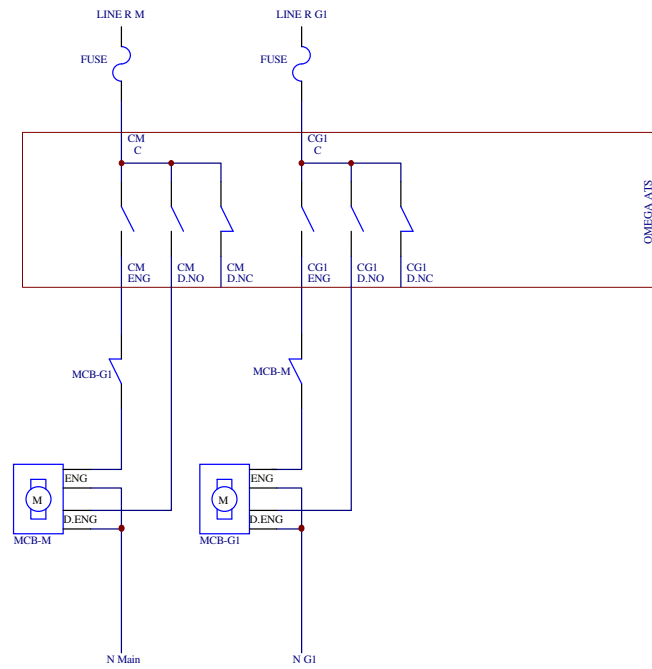 LINE R M
LINE R G1
FUSE
FUSE
CM
C
CG1
C
OMEGA ATS
CM
ENG
CM
D.NO
CM
D.NC
CG1
ENG
CG1
D.NO
CG1
D.NC
MCB-G1
MCB-M
ENG
M
D.ENG
MCB-M
ENG
M
D.ENG
MCB-G1
N Main
N G1